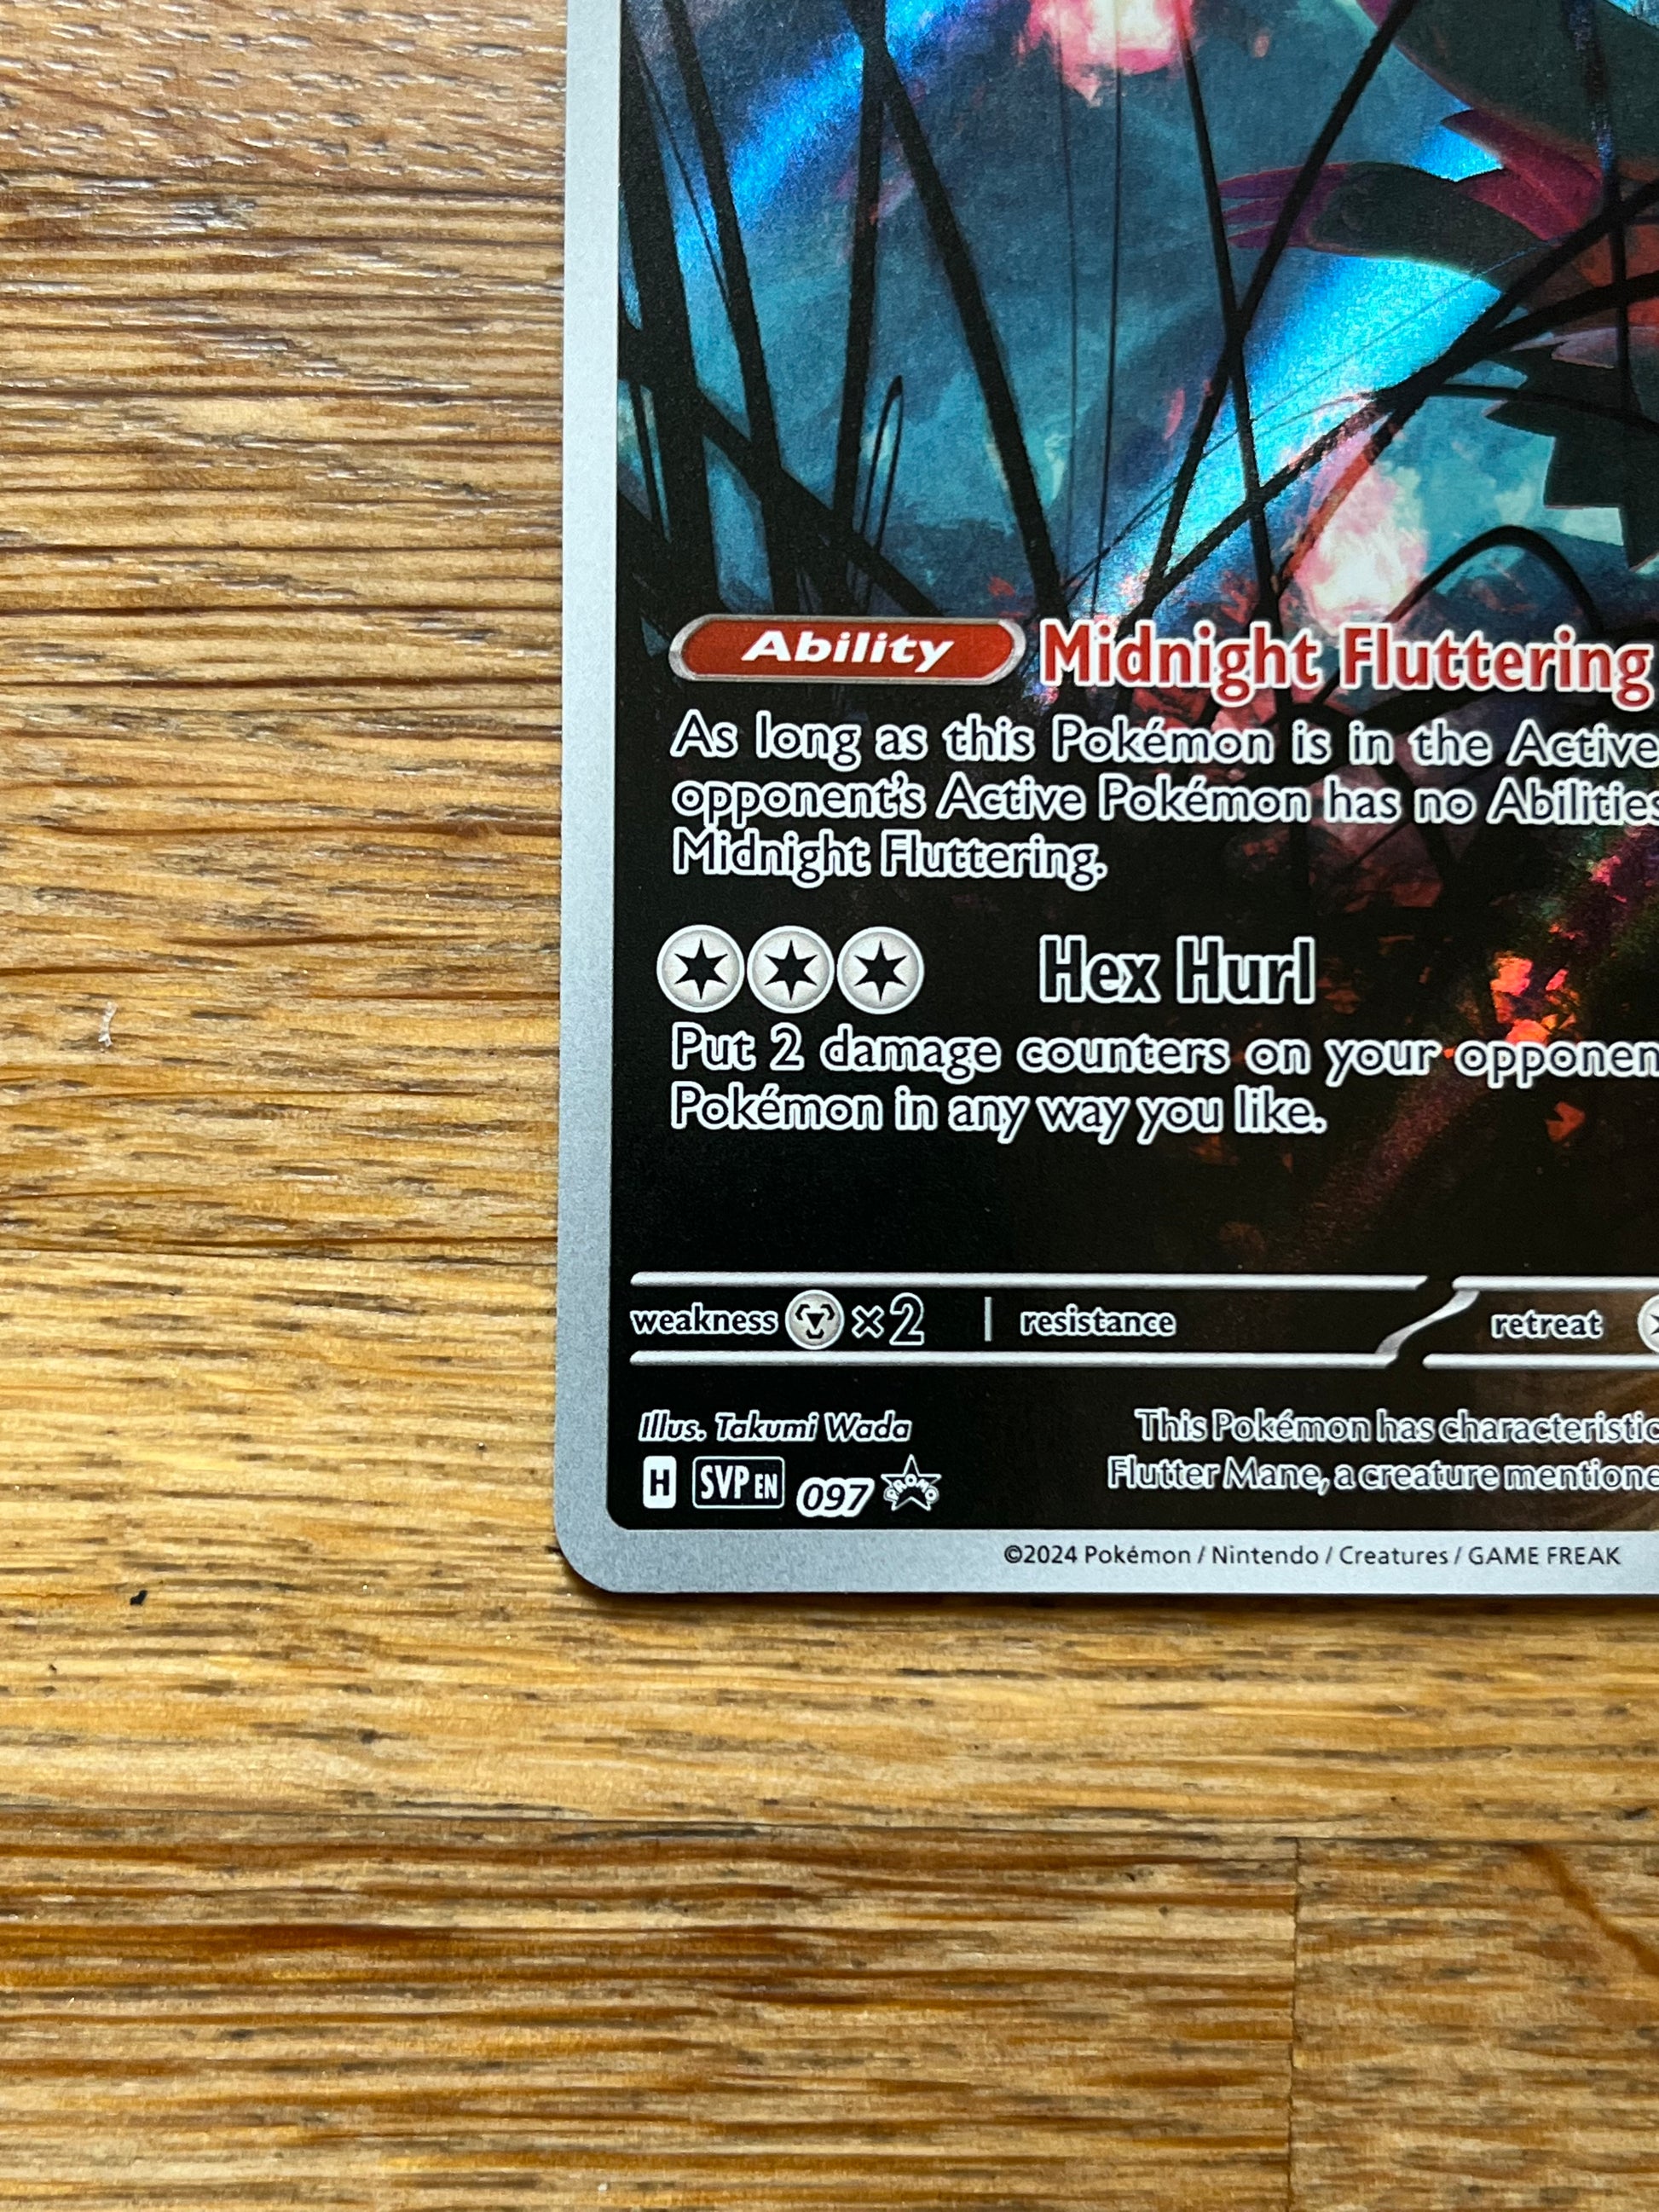 Ability Midnight Fluttering
As long as this Pokémon is in the Active
opponent's Active Pokémon has no Abilities
Midnight Fluttering.
Hex Hurl
Put 2 damage counters on your opponen
Pokémon in any way you like.
weakness ×2 resistance retreat
Illus. Takumi Wada
This Pokémon has characteristic
H SVP EN 097 PROMO
Flutter Mane, a creature mentione
©2024 Pokémon / Nintendo / Creatures / GAME FREAK